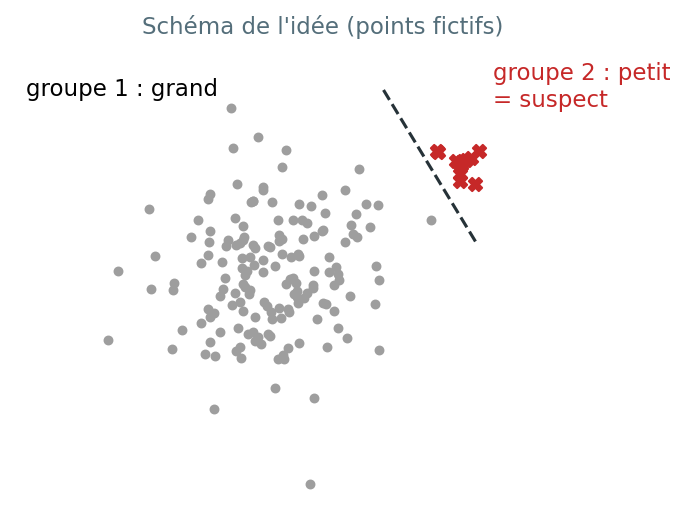 Schéma de l'idée (points fictifs)
groupe 1 : grand
groupe 2 : petit
= suspect